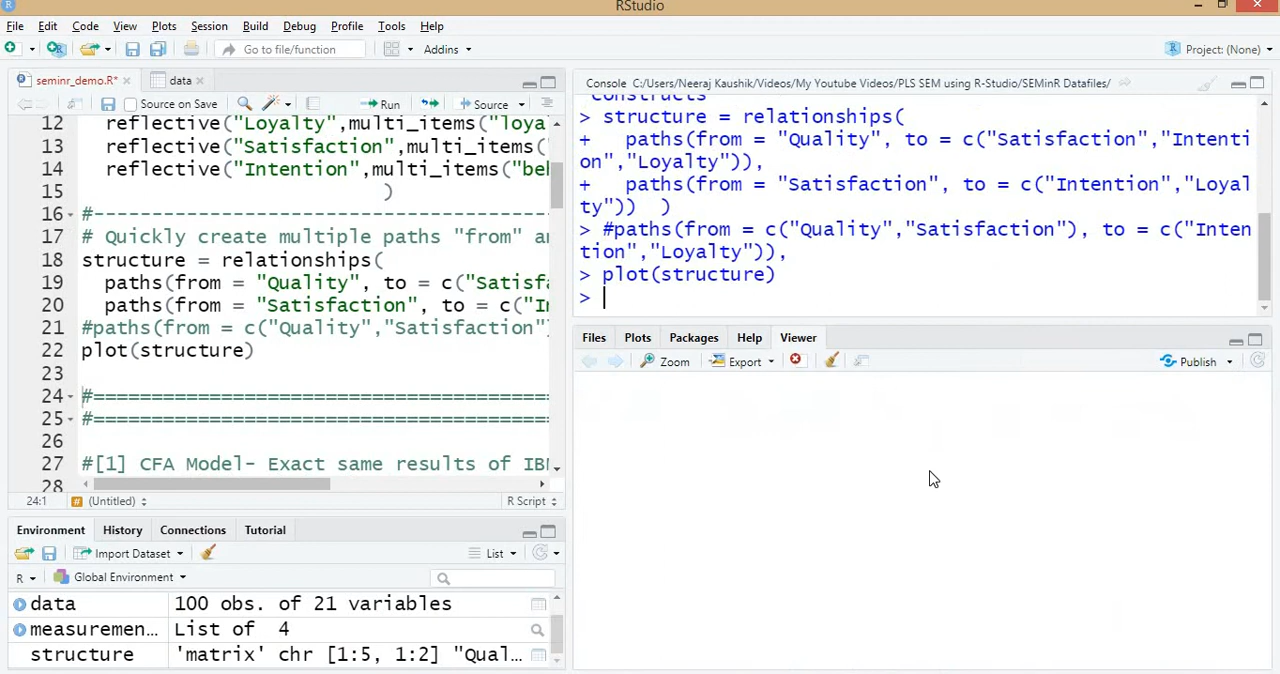 RStudio
File Edit Code View Plots Session Build Debug Profile Tools Help
Go to file/function Addins Project: (None)
seminr_demo.R* data
Source on Save Run Source
12 reflective("Loyalty",multi_items("loya
13 reflective("Satisfaction",multi_items("
14 reflective("Intention",multi_items("beh
15 )
16 #----------------------------------------
17 # Quickly create multiple paths "from" an
18 structure = relationships(
19 paths(from = "Quality", to = c("Satisfa
20 paths(from = "Satisfaction", to = c("In
21 #paths(from = c("Quality","Satisfaction")
22 plot(structure)
23
24 #========================================
25 #========================================
26
27 #[1] CFA Model- Exact same results of IBM
28
24:1 # (Untitled) R Script
Environment History Connections Tutorial
Import Dataset List
R Global Environment
data 100 obs. of 21 variables
measuremen... List of 4
structure 'matrix' chr [1:5, 1:2] "Qual...
Console C:/Users/Neeraj Kaushik/Videos/My Youtube Videos/PLS SEM using R-Studio/SEMinR Datafiles/
constructs
> structure = relationships(
+ paths(from = "Quality", to = c("Satisfaction","Intenti
on","Loyalty")),
+ paths(from = "Satisfaction", to = c("Intention","Loyal
ty")) )
> #paths(from = c("Quality","Satisfaction"), to = c("Inten
tion","Loyalty")),
> plot(structure)
>
Files Plots Packages Help Viewer
Zoom Export Publish